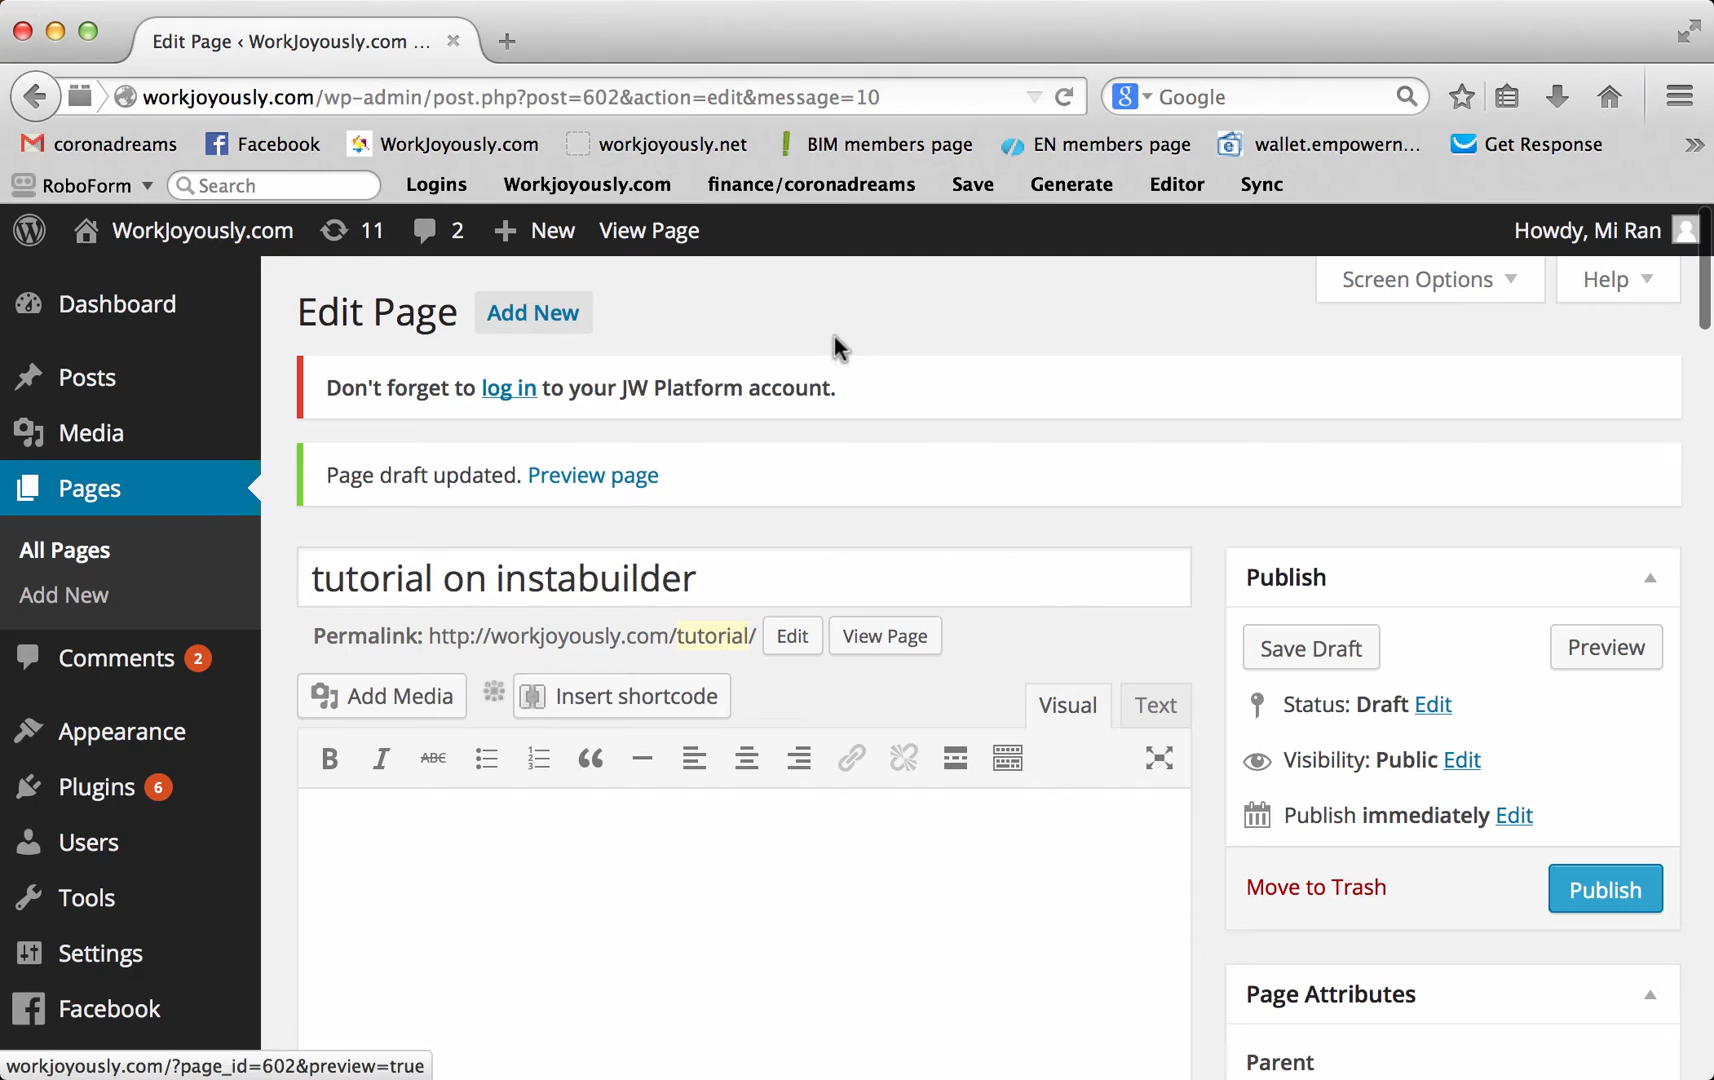 Edit Page ‹ WorkJoyously.com ...
workjoyously.com/wp-admin/post.php?post=602&action=edit&message=10
Google
coronadreams
Facebook
WorkJoyously.com
workjoyously.net
BIM members page
EN members page
wallet.empowern...
Get Response
RoboForm
Search
Logins
Workjoyously.com
finance/coronadreams
Save
Generate
Editor
Sync
WorkJoyously.com
11
2
New
View Page
Howdy, Mi Ran
Screen Options
Help
Dashboard
Posts
Media
Pages
All Pages
Add New
Comments 2
Appearance
Plugins 6
Users
Tools
Settings
Facebook
Edit Page
Add New
Don't forget to log in to your JW Platform account.
Page draft updated. Preview page
tutorial on instabuilder
Permalink: http://workjoyously.com/tutorial/
Edit
View Page
Add Media
Insert shortcode
Visual
Text
B
I
ABC
Publish
Save Draft
Preview
Status: Draft Edit
Visibility: Public Edit
Publish immediately Edit
Move to Trash
Publish
Page Attributes
Parent
workjoyously.com/?page_id=602&preview=true